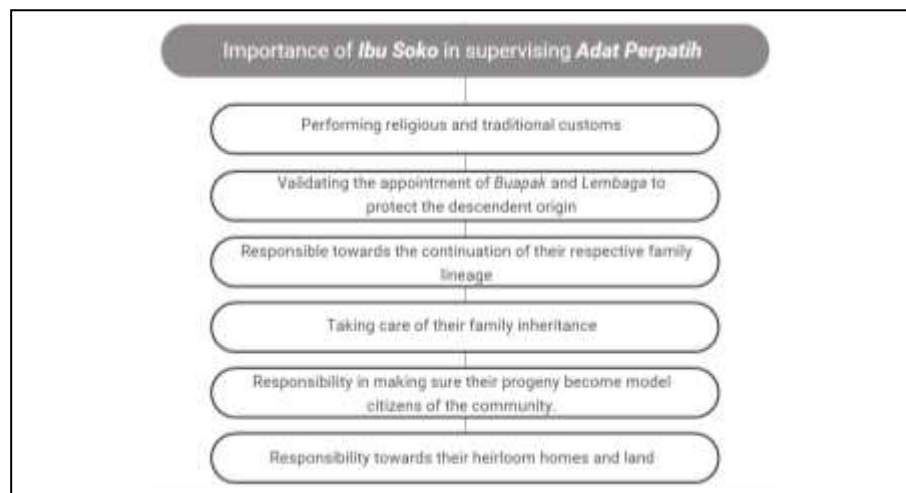 Importance of Ibu Soko in supervising Adat Perpatih
Performing religious and traditional customs
Validating the appointment of Buapak and Lembaga to
protect the descendent origin
Responsible towards the continuation of their respective family
lineage
Taking care of their family inheritance
Responsibility in making sure their progeny become model
citizens of the community.
Responsibility towards their heirloom homes and land